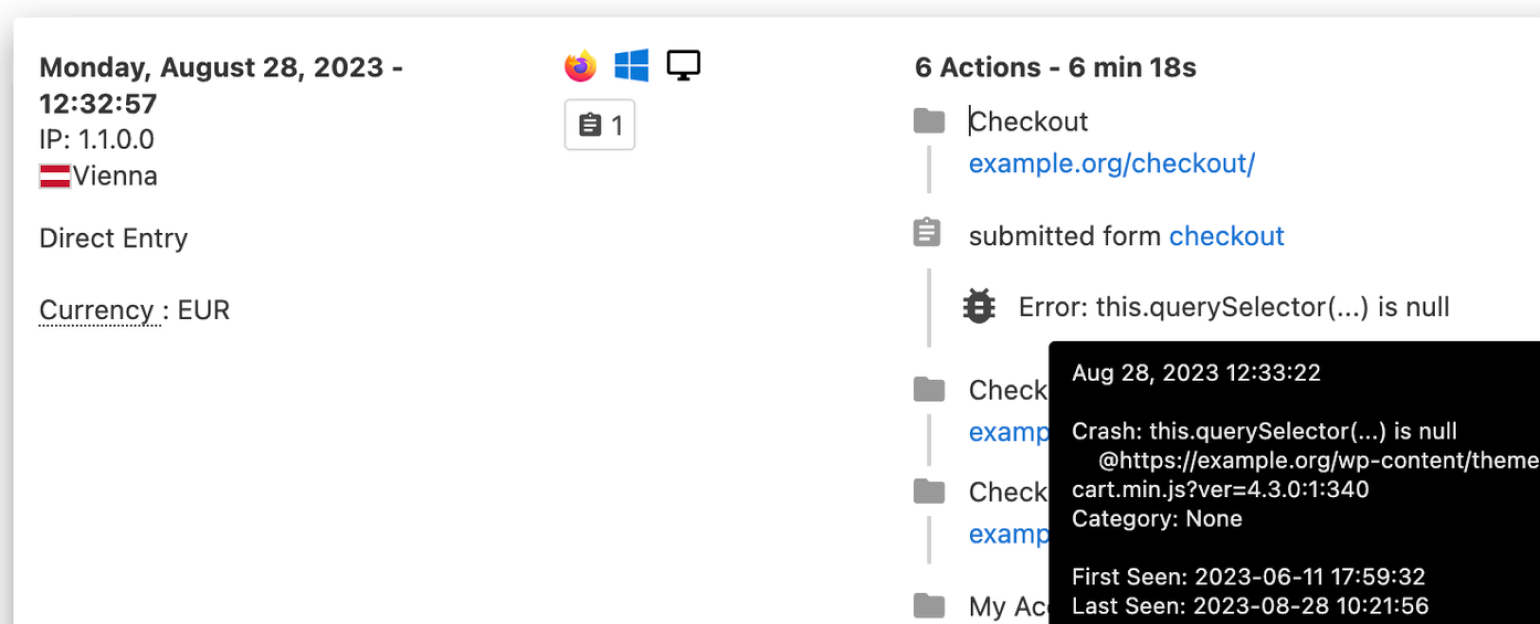 Monday, August 28, 2023 -
12:32:57
IP: 1.1.0.0
Vienna
Direct Entry
Currency : EUR
1
6 Actions - 6 min 18s
Checkout
example.org/checkout/
submitted form checkout
Error: this.querySelector(...) is null
Check
examp
Check
examp
My Ac
Aug 28, 2023 12:33:22
Crash: this.querySelector(...) is null
@https://example.org/wp-content/theme
cart.min.js?ver=4.3.0:1:340
Category: None
First Seen: 2023-06-11 17:59:32
Last Seen: 2023-08-28 10:21:56